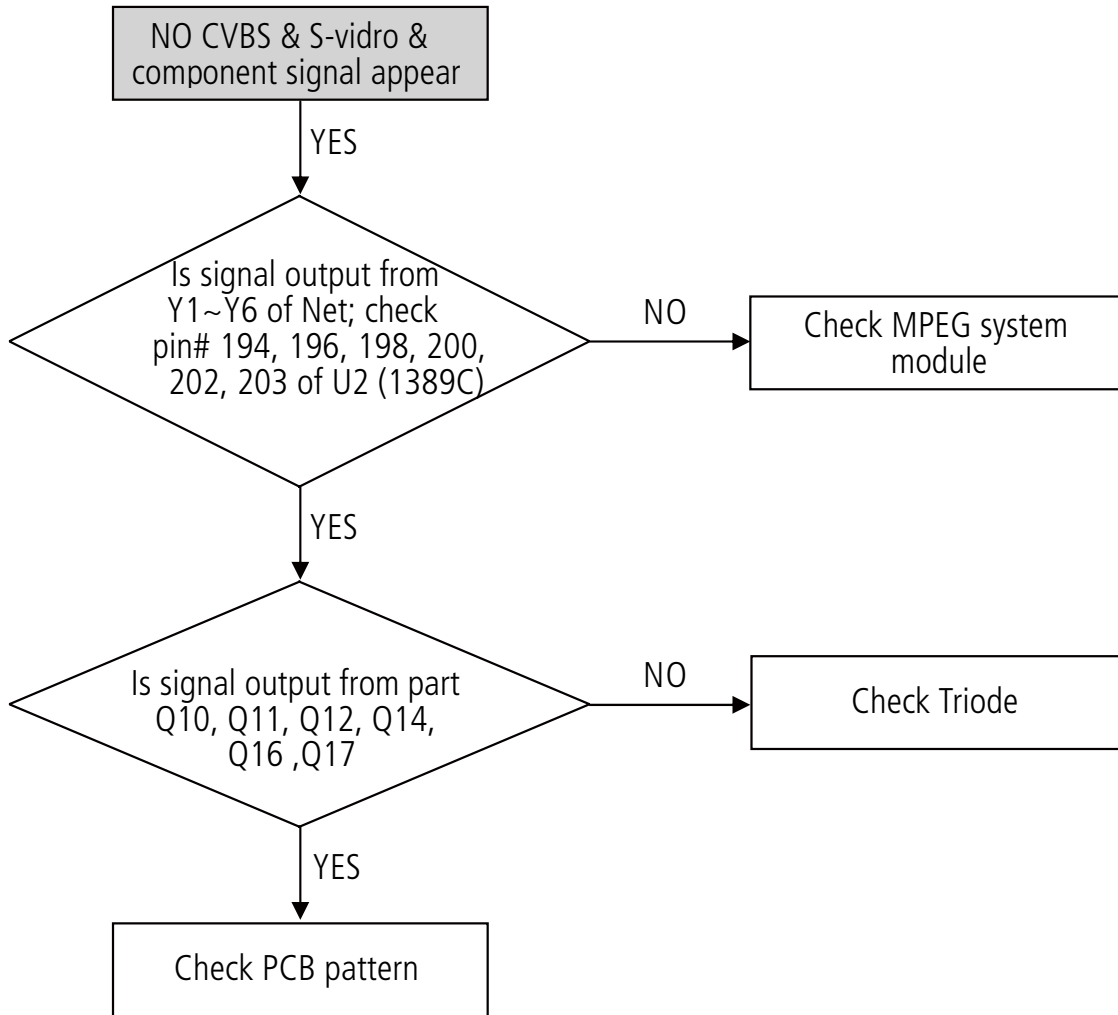 NO CVBS & S-vidro &
component signal appear
YES
Is signal output from
Y1~Y6 of Net; check
pin# 194, 196, 198, 200,
202, 203 of U2 (1389C)
NO
Check MPEG system
module
YES
Is signal output from part
Q10, Q11, Q12, Q14,
Q16 ,Q17
NO
Check Triode
YES
Check PCB pattern